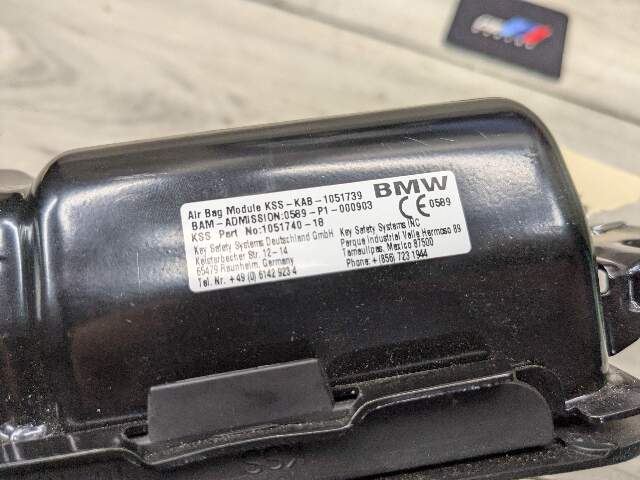 Air Bag Module KSS-KAB-1051739
BMW
BAM-ADMISSION:0589-P1-000903
CE 0589
KSS Part No:1051740-18
Key Safety Systems Deutschland GmbH
Kelsterbacher Str. 12-14
65479 Raunheim, Germany
Tel. Nr. +49 (0) 6142 923 4
Key Safety Systems INC
Parque Industrial Valle Hermoso 89
Tamaulipas, Mexico 87500
Phone: +(856) 723 1944
KSS